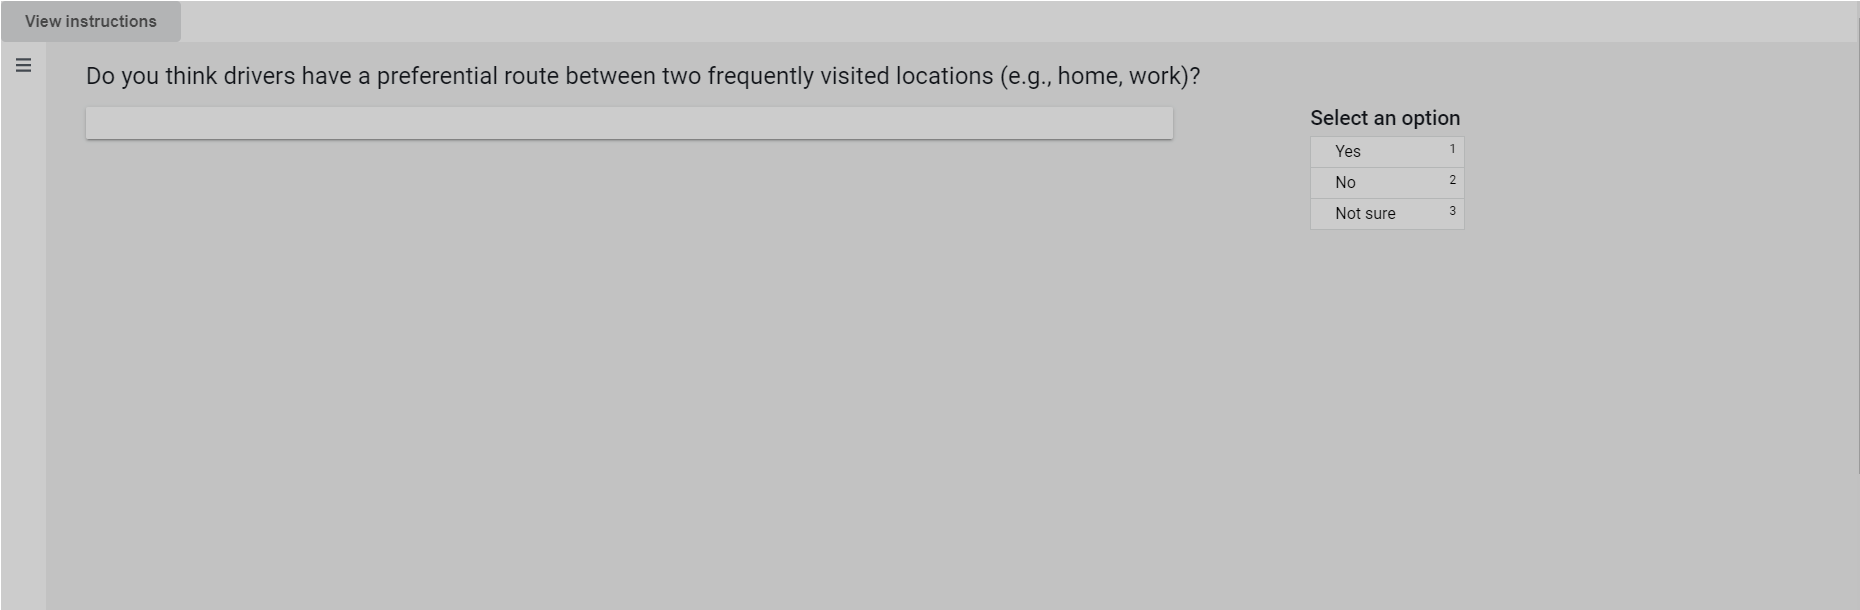 View instructions
Do you think drivers have a preferential route between two frequently visited locations (e.g., home, work)?
Select an option
Yes 1
No 2
Not sure 3